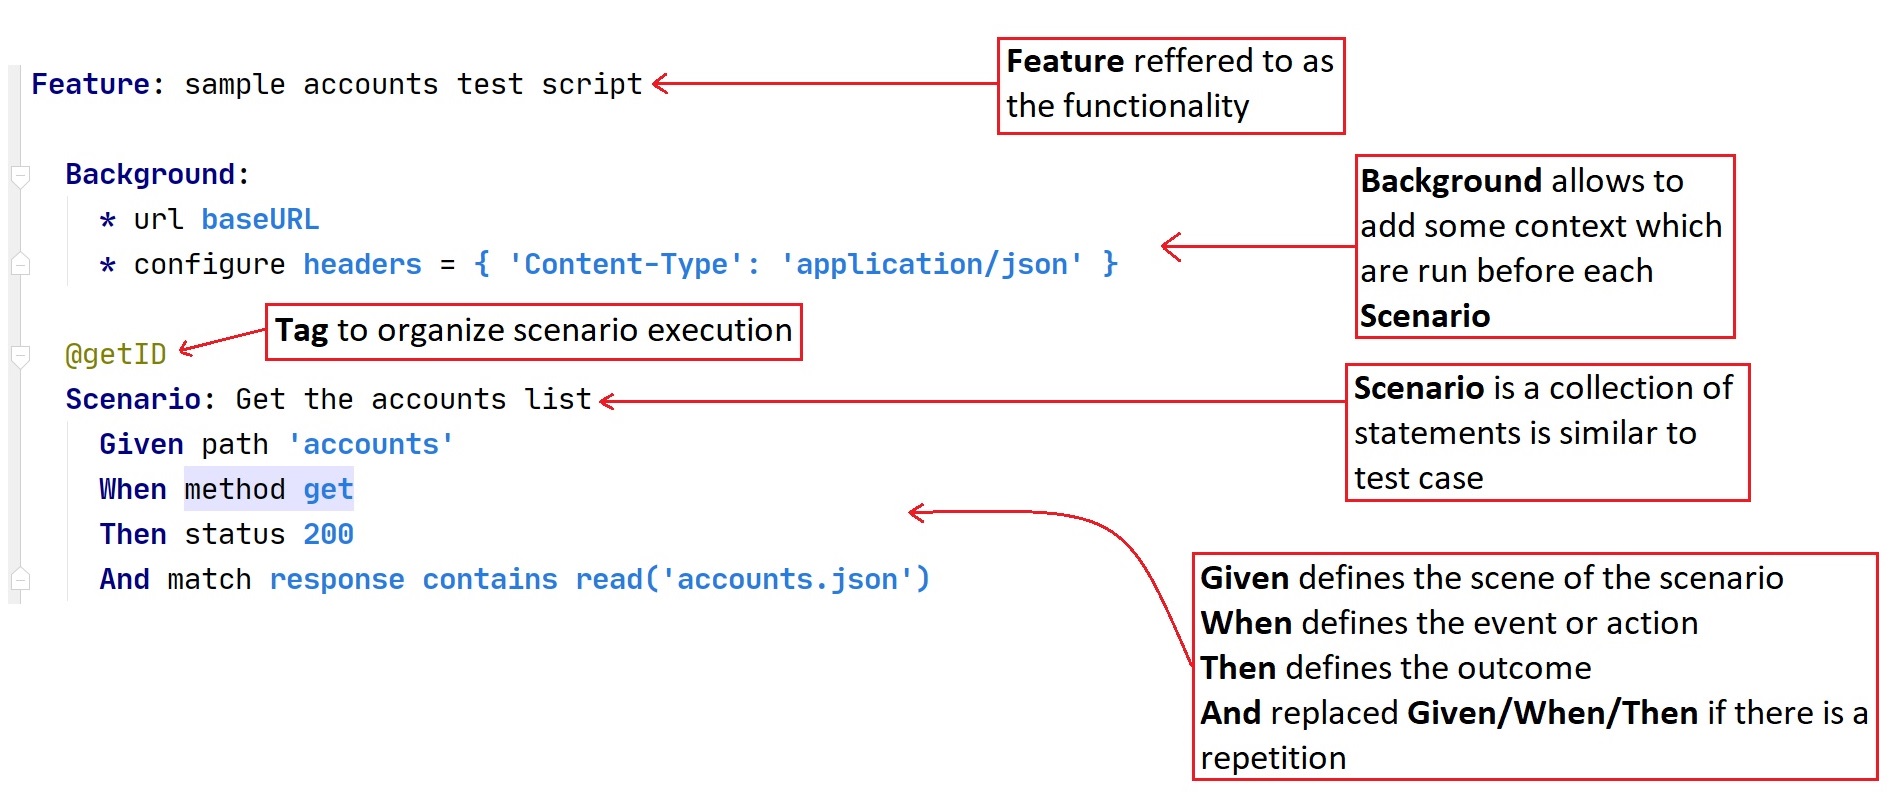 Feature: sample accounts test script
Feature reffered to as
the functionality
Background:
* url baseURL
* configure headers = { 'Content-Type': 'application/json' }
Background allows to
add some context which
are run before each
Scenario
Tag to organize scenario execution
@getID
Scenario: Get the accounts list
Given path 'accounts'
When method get
Then status 200
And match response contains read('accounts.json')
Scenario is a collection of
statements is similar to
test case
Given defines the scene of the scenario
When defines the event or action
Then defines the outcome
And replaced Given/When/Then if there is a
repetition